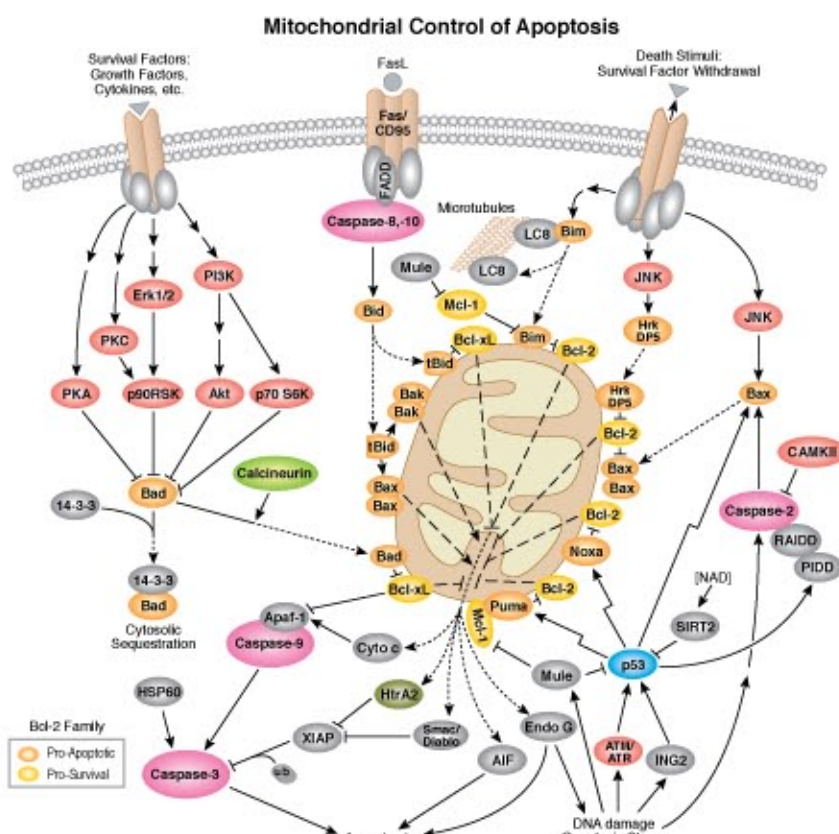 Mitochondrial Control of Apoptosis
Survival Factors:
Growth Factors,
Cytokines, etc.
FasL
Death Stimuli:
Survival Factor Withdrawal
Fas/
CD95
FADD
Caspase-8,-10
Microtubules
LC8
Bim
LC8
Mule
Mcl-1
Bid
PI3K
Erk1/2
PKC
PKA
p90RSK
Akt
p70 S6K
JNK
Hrk
DP5
JNK
Bax
Bcl-xL
tBid
Bim
Bcl-2
Bak
Bak
tBid
Bax
Bax
Hrk
DP5
Bcl-2
Bax
Bax
CAMKII
Caspase-2
RAIDD
PIDD
Bad
Calcineurin
14-3-3
14-3-3
Bad
Cytosolic
Sequestration
Bad
Bcl-xL
Bcl-2
Noxa
Bcl-2
Puma
Mcl-1
[NAD]
SIRT2
p53
Mule
Apaf-1
Caspase-9
Cyto c
HtrA2
HSP60
XIAP
Smac/
Diablo
Endo G
AIF
ATM/
ATR
ING2
Caspase-3
ub
Bcl-2 Family
Pro-Apoptotic
Pro-Survival
DNA damage